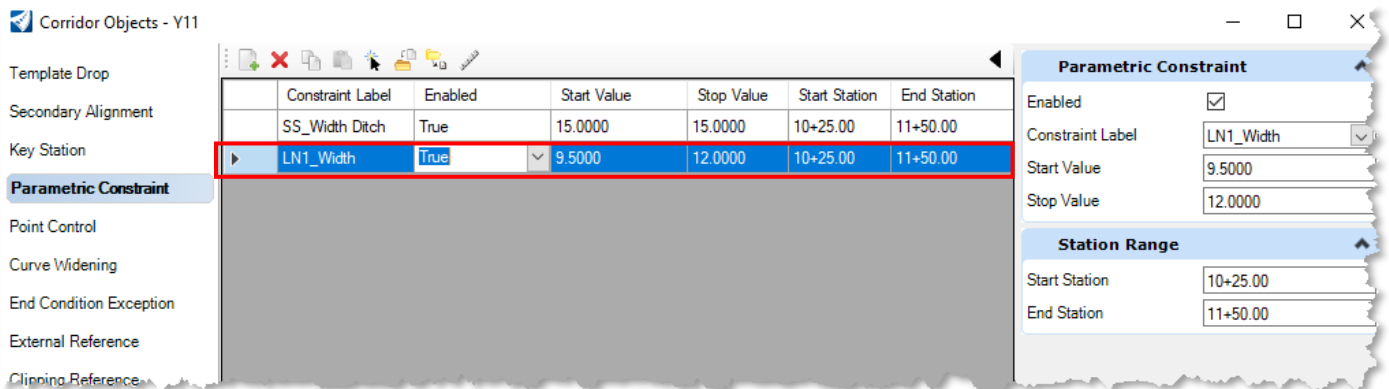 Corridor Objects - Y11
Template Drop
Secondary Alignment
Key Station
Parametric Constraint
Point Control
Curve Widening
End Condition Exception
External Reference
Clipping Reference
Constraint Label Enabled Start Value Stop Value Start Station End Station
SS_Width Ditch True 15.0000 15.0000 10+25.00 11+50.00
LN1_Width True 9.5000 12.0000 10+25.00 11+50.00
Parametric Constraint
Enabled
Constraint Label LN1_Width
Start Value 9.5000
Stop Value 12.0000
Station Range
Start Station 10+25.00
End Station 11+50.00